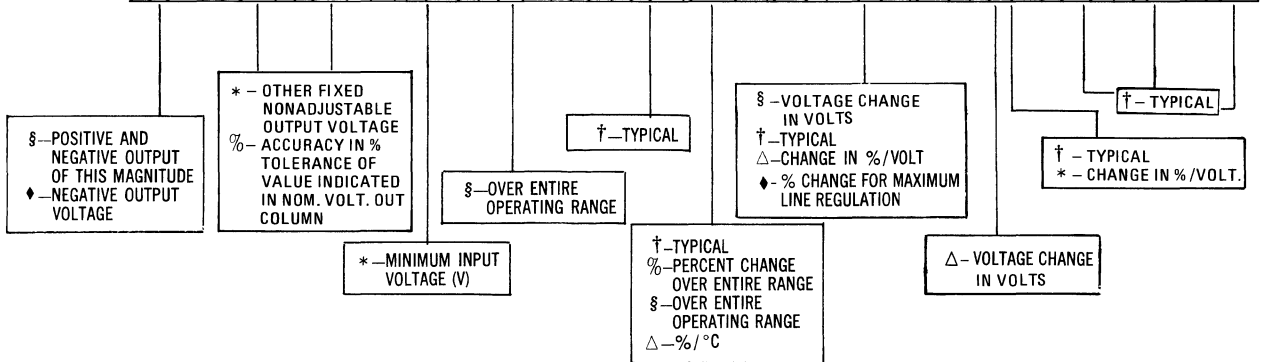 §—POSITIVE AND
NEGATIVE OUTPUT
OF THIS MAGNITUDE
♦—NEGATIVE OUTPUT
VOLTAGE
* – OTHER FIXED
NONADJUSTABLE
OUTPUT VOLTAGE
%– ACCURACY IN %
TOLERANCE OF
VALUE INDICATED
IN NOM. VOLT. OUT
COLUMN
*—MINIMUM INPUT
VOLTAGE (V)
§—OVER ENTIRE
OPERATING RANGE
†—TYPICAL
†—TYPICAL
%—PERCENT CHANGE
OVER ENTIRE RANGE
§—OVER ENTIRE
OPERATING RANGE
△—%/°C
§ –VOLTAGE CHANGE
IN VOLTS
†—TYPICAL
△—CHANGE IN %/VOLT
♦- % CHANGE FOR MAXIMUM
LINE REGULATION
△– VOLTAGE CHANGE
IN VOLTS
† – TYPICAL
* – CHANGE IN %/VOLT.
†– TYPICAL